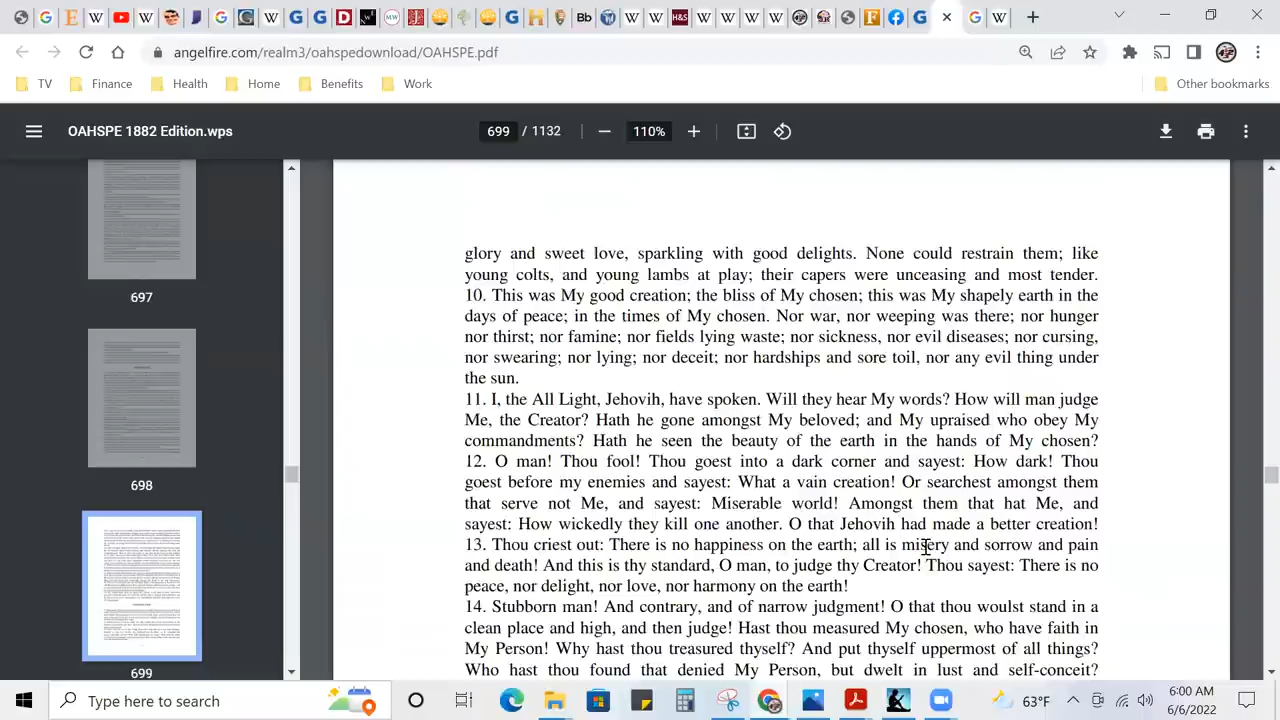 angelfire.com/realm3/oahspedownload/OAHSPE.pdf
TV Finance Health Home Benefits Work Other bookmarks
OAHSPE 1882 Edition.wps 699 / 1132 110%
697
698
699
glory and sweet love, sparkling with good delights. None could restrain them; like
young colts, and young lambs at play; their capers were unceasing and most tender.
10. This was My good creation; the bliss of My chosen; this was My shapely earth in the
days of peace; in the times of My chosen. Nor war, nor weeping was there; nor hunger
nor thirst; nor famine; nor fields lying waste; nor sickness, nor evil diseases; nor cursing,
nor swearing; nor lying; nor deceit; nor hardships and sore toil, nor any evil thing under
the sun.
11. I, the All Light, Jehovih, have spoken. Will they hear My words? How will man judge
Me, the Creator? Hath he gone amongst My beloved; and My upraised who obey My
commandments? Hath he seen the beauty of the earth in the hands of My chosen?
12. O man! Thou fool! Thou goest into a dark corner and sayest: How dark! Thou
goest before my enemies and sayest: What a vain creation! Or searchest amongst them
that serve not Me, and sayest: Miserable world! Amongst them that hat Me, and
sayest: How wickedly they kill one another. O that Jehovih had made a better creation!
13. Thou criest out: There is no happiness on the earth; all is misery and sorrow and pain
and death! And this is thy standard, O man, to judge thy Creator! Thou sayest: There is no
peace, nor delight, nor love, nor harmony on the earth!
Stubborn man! And contrary, and of narrow judgment! O that thou woulst stand in a
clean place and high, and then judge! Hast thou measured My chosen, who have faith in
My Person! Why hast thou treasured thyself? And put thyself uppermost of all things?
Who hast thou found that denied My Person, but dwelt in lust and self-conceit?
Type here to search 63°F 6:00 AM
6/6/2022